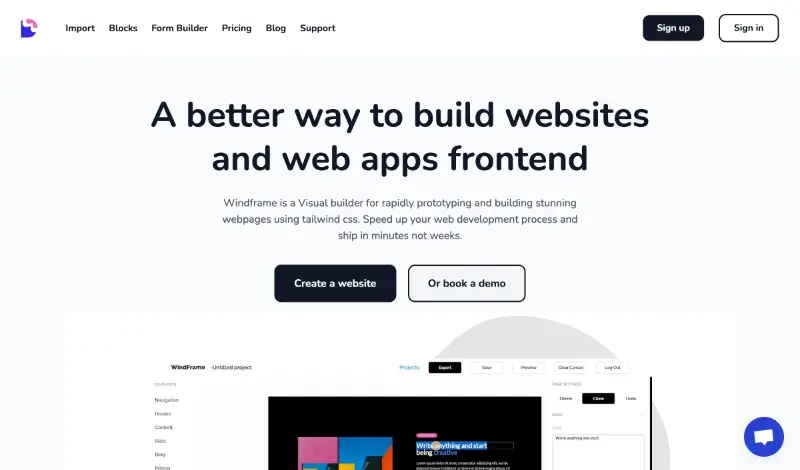 Import Blocks Form Builder Pricing Blog Support Sign up Sign in
A better way to build websites
and web apps frontend
Windframe is a Visual builder for rapidly prototyping and building stunning
webpages using tailwind css. Speed up your web development process and
ship in minutes not weeks.
Create a website Or book a demo
WindFrame -Untitled project Projects Export Save Preview Clear Canvas Log Out
Navigation
Header
Content
Stats
Blog
Pricing
PAGE SETTINGS
Delete Clone Undo
TEXT
Write anything and start
Write anything and start
being creative